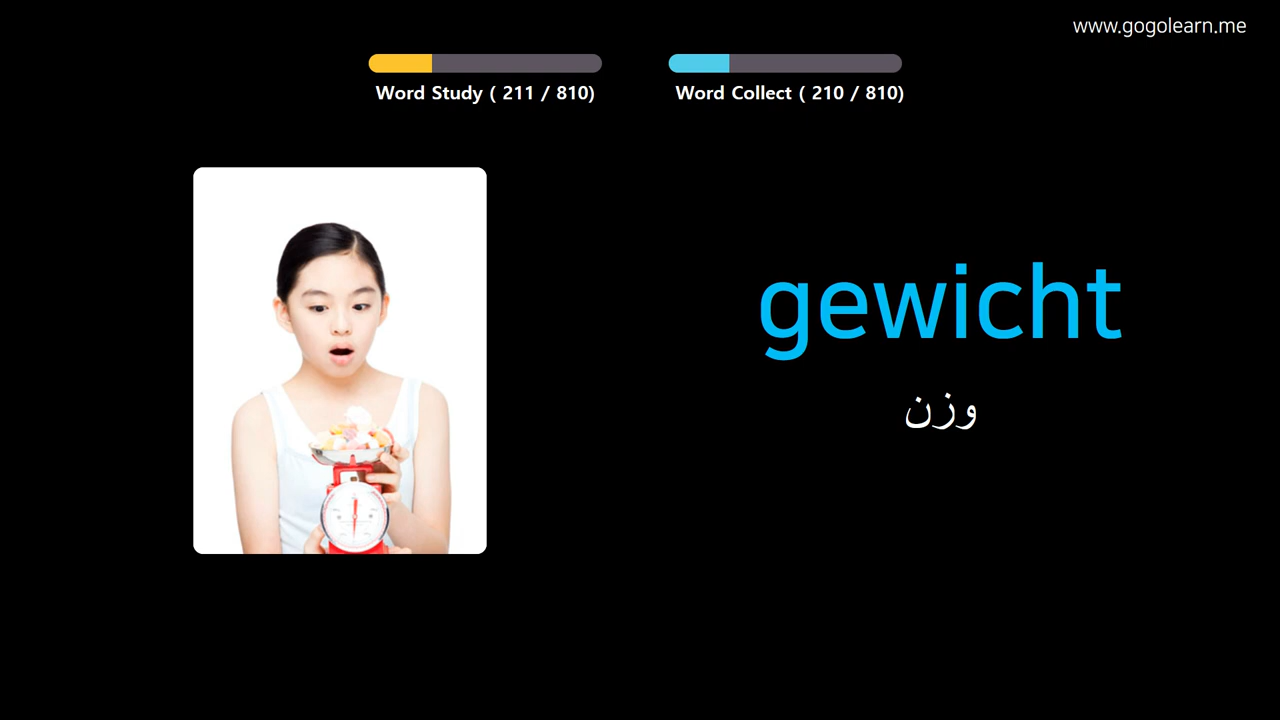 www.gogolearn.me
Word Study ( 211 / 810)
Word Collect ( 210 / 810)
gewicht
وزن